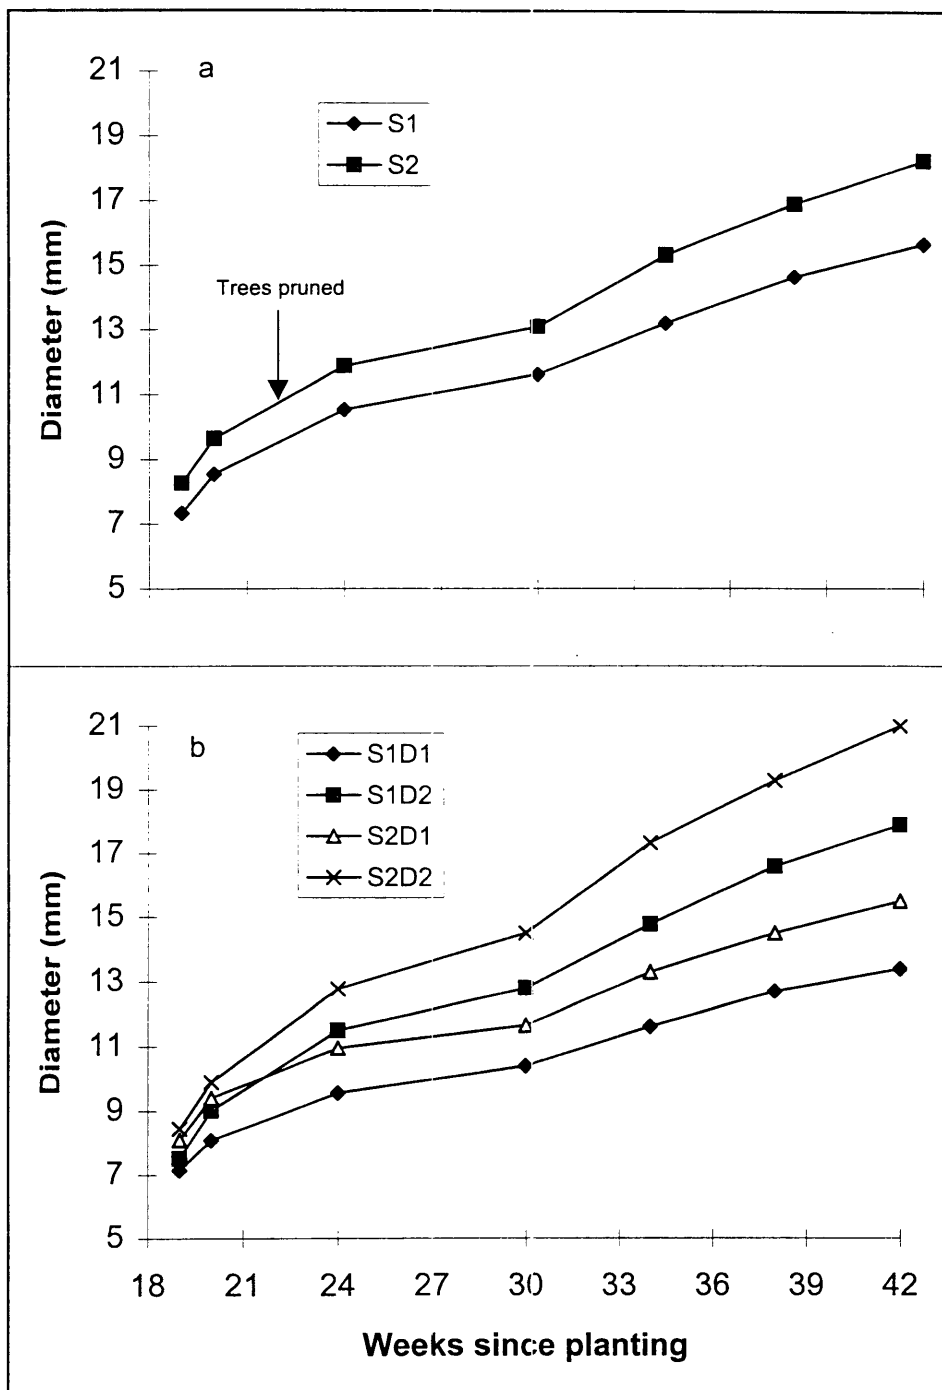 a
21
19
17
15
13
11
9
7
5
Diameter (mm)
S1
S2
Trees pruned
b
21
19
17
15
13
11
9
7
5
Diameter (mm)
S1D1
S1D2
S2D1
S2D2
18 21 24 27 30 33 36 39 42
Weeks since planting